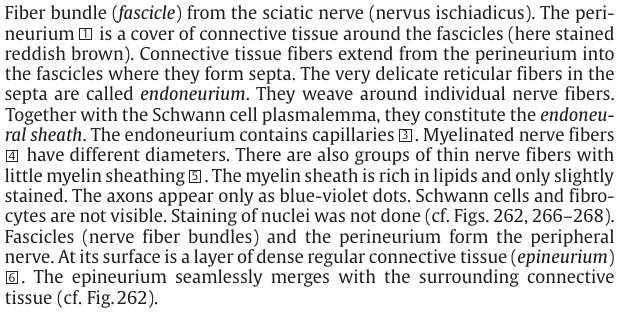 Fiber bundle (fascicle) from the sciatic nerve (nervus ischiadicus). The peri-
neurium 1 is a cover of connective tissue around the fascicles (here stained
reddish brown). Connective tissue fibers extend from the perineurium into
the fascicles where they form septa. The very delicate reticular fibers in the
septa are called endoneurium. They weave around individual nerve fibers.
Together with the Schwann cell plasmalemma, they constitute the endoneu-
ral sheath. The endoneurium contains capillaries 3. Myelinated nerve fibers
4 have different diameters. There are also groups of thin nerve fibers with
little myelin sheathing 5. The myelin sheath is rich in lipids and only slightly
stained. The axons appear only as blue-violet dots. Schwann cells and fibro-
cytes are not visible. Staining of nuclei was not done (cf. Figs. 262, 266–268).
Fascicles (nerve fiber bundles) and the perineurium form the peripheral
nerve. At its surface is a layer of dense regular connective tissue (epineurium)
6. The epineurium seamlessly merges with the surrounding connective
tissue (cf. Fig. 262).